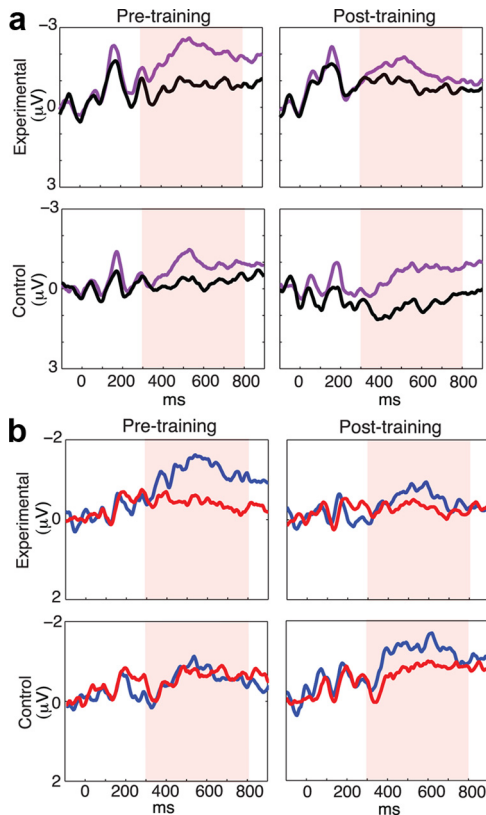 a
Pre-training
Post-training
Experimental
(μV)
−3
0
3
Control
(μV)
−3
0
3
0 200 400 600 800
ms
0 200 400 600 800
ms
b
Pre-training
Post-training
Experimental
(μV)
−2
0
2
Control
(μV)
−2
0
2
0 200 400 600 800
ms
0 200 400 600 800
ms